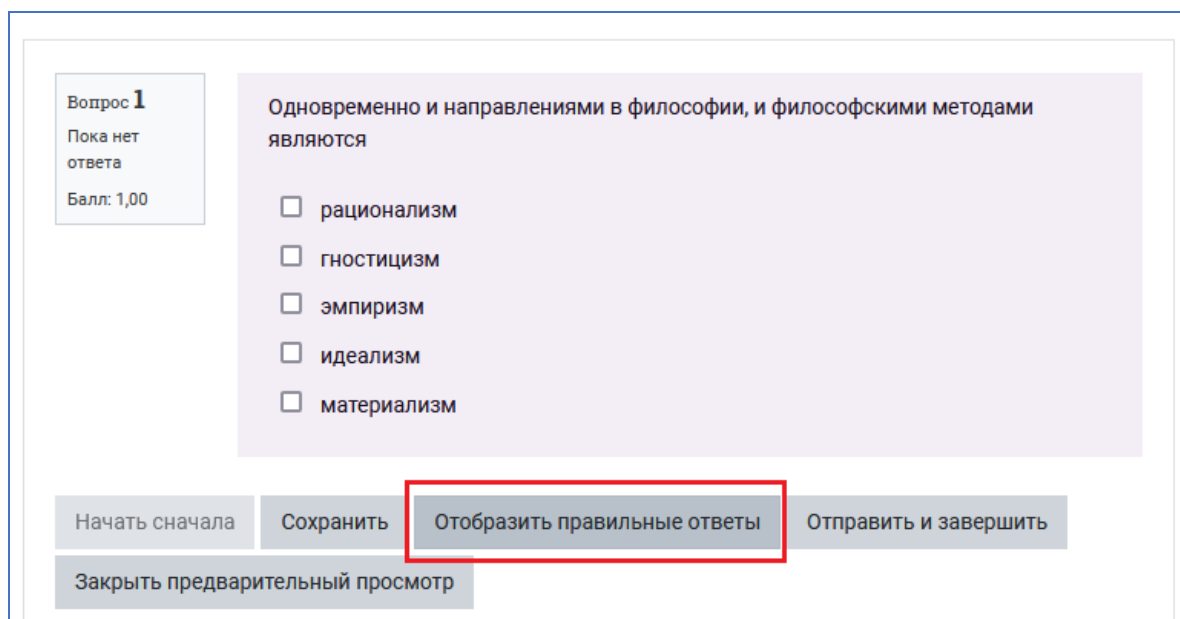 Вопрос 1
Пока нет
ответа
Балл: 1,00
Одновременно и направлениями в философии, и философскими методами
являются
рационализм
гностицизм
эмпиризм
идеализм
материализм
Начать сначала
Сохранить
Отобразить правильные ответы
Отправить и завершить
Закрыть предварительный просмотр